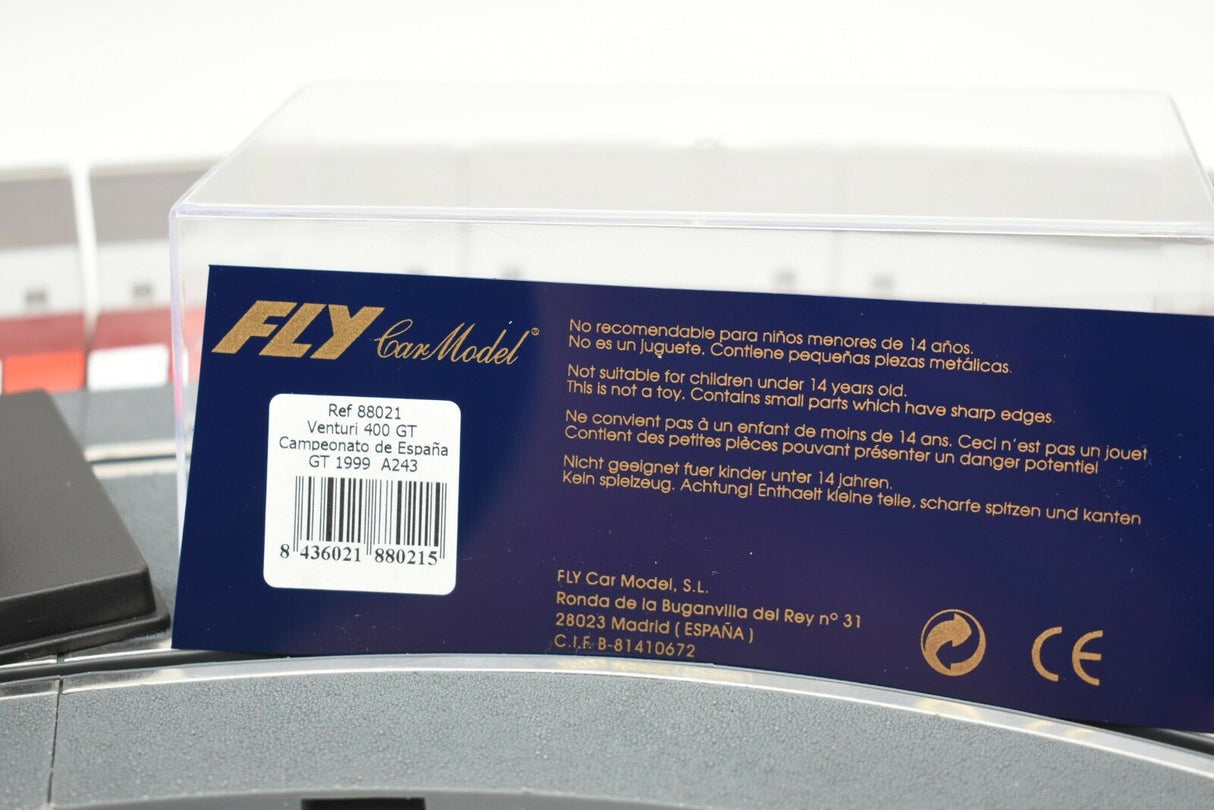 FLY Car Model®
Ref 88021
Venturi 400 GT
Campeonato de España
GT 1999 A243
8 436021 880215
No recomendable para niños menores de 14 años.
No es un juguete. Contiene pequeñas piezas metálicas.
Not suitable for children under 14 years old.
This is not a toy. Contains small parts which have sharp edges.
Ne convient pas à un enfant de moins de 14 ans. Ceci n'est pas un jouet
Contient des petites pièces pouvant présenter un danger potentiel
Nicht geeignet fuer kinder unter 14 jahren.
Kein spielzeug. Achtung! Enthaelt kleine teile, scharfe spitzen und kanten
FLY Car Model, S.L.
Ronda de la Buganvilla del Rey nº 31
28023 Madrid ( ESPAÑA )
C.I.F. B-81410672
CE